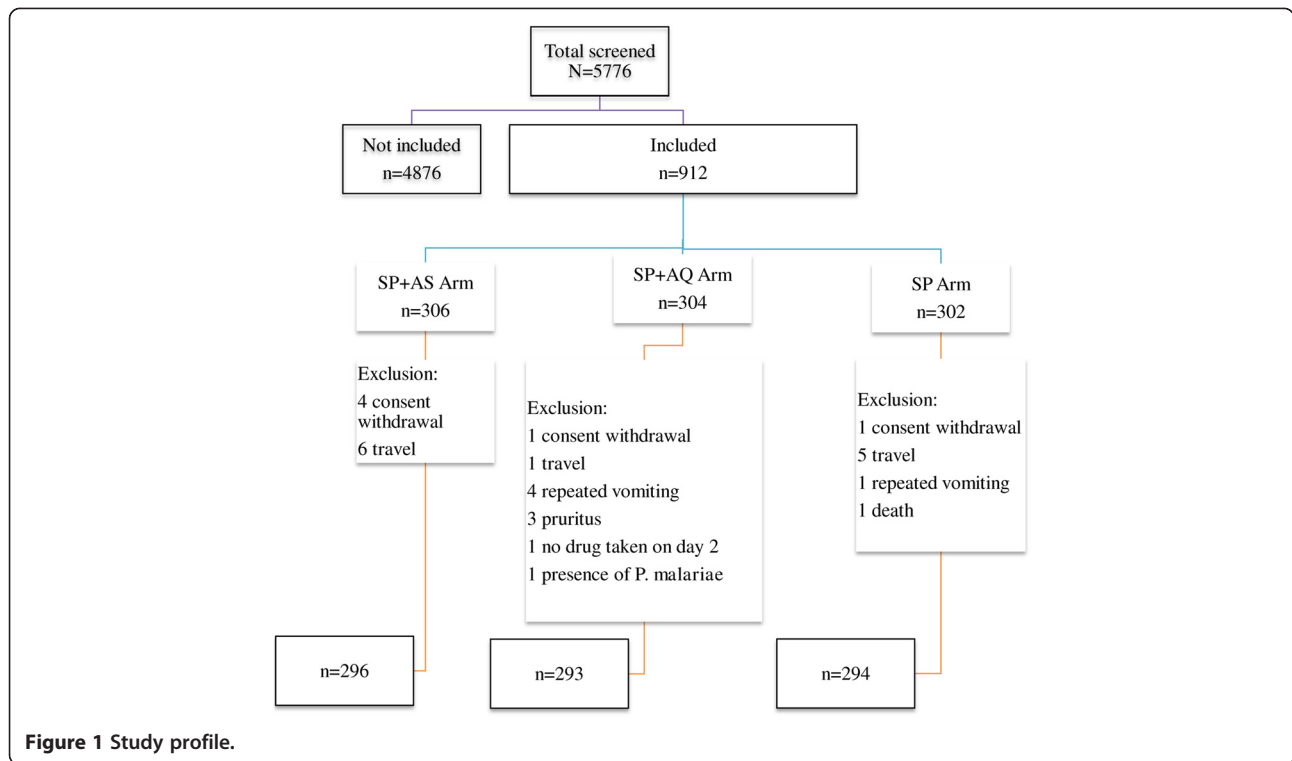 Total screened
N=5776
Not included
n=4876
Included
n=912
SP+AS Arm
n=306
SP+AQ Arm
n=304
SP Arm
n=302
Exclusion:
4 consent
withdrawal
6 travel
Exclusion:
1 consent withdrawal
1 travel
4 repeated vomiting
3 pruritus
1 no drug taken on day 2
1 presence of P. malariae
Exclusion:
1 consent withdrawal
5 travel
1 repeated vomiting
1 death
n=296
n=293
n=294
Figure 1 Study profile.